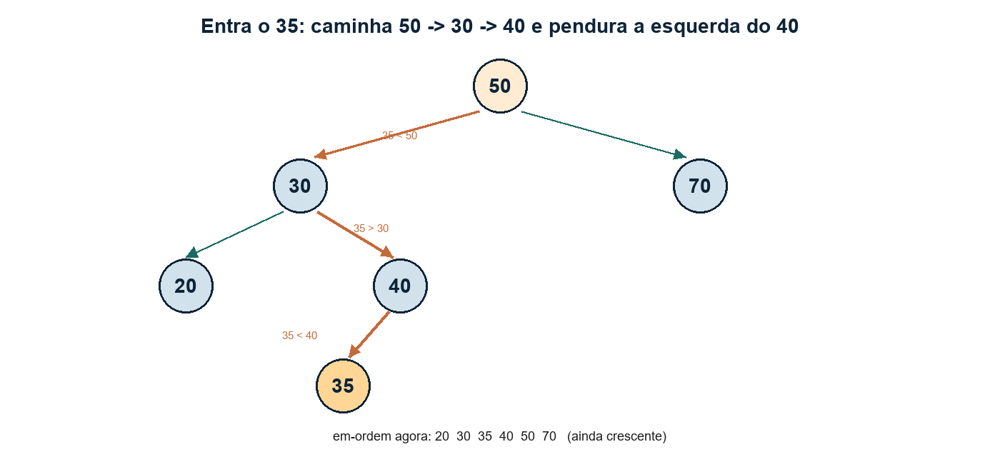 Entra o 35: caminha 50 -> 30 -> 40 e pendura a esquerda do 40
50
35 < 50
30
70
35 > 30
20
40
35 < 40
35
em-ordem agora: 20 30 35 40 50 70 (ainda crescente)